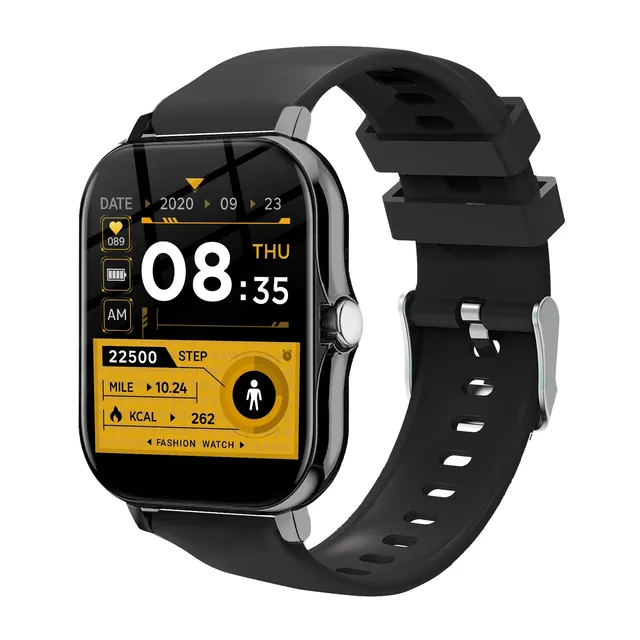 DATE 2020 09 23
089
THU
08:35
AM
22500 STEP
MILE 10.24
KCAL 262
FASHION WATCH